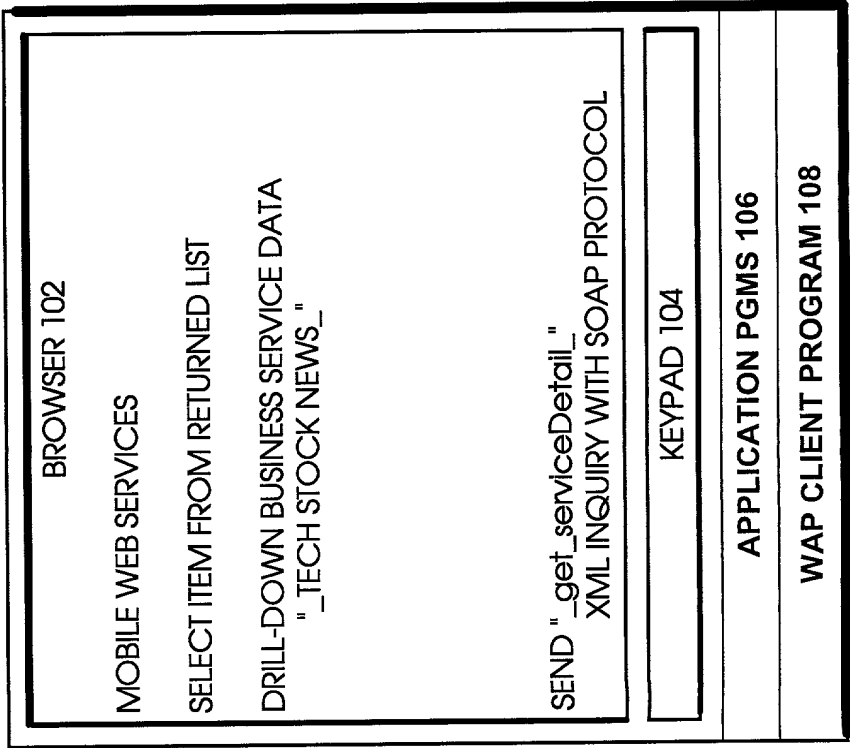 BROWSER 102
MOBILE WEB SERVICES
SELECT ITEM FROM RETURNED LIST
DRILL-DOWN BUSINESS SERVICE DATA
"_TECH STOCK NEWS_"
SEND "_get_serviceDetail_"
XML INQUIRY WITH SOAP PROTOCOL
KEYPAD 104
APPLICATION PGMS 106
WAP CLIENT PROGRAM 108